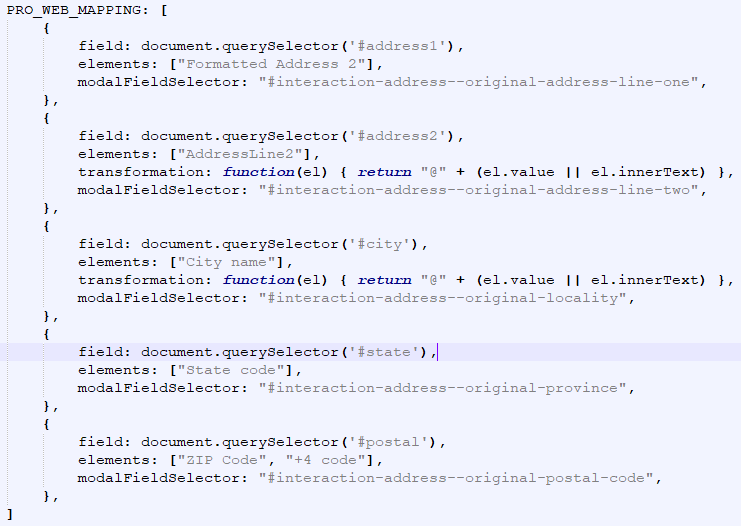 PRO_WEB_MAPPING: [
    {
        field: document.querySelector('#address1'),
        elements: ["Formatted Address 2"],
        modalFieldSelector: "#interaction-address--original-address-line-one",
    },
    {
        field: document.querySelector('#address2'),
        elements: ["AddressLine2"],
        transformation: function(el) { return "@" + (el.value || el.innerText) },
        modalFieldSelector: "#interaction-address--original-address-line-two",
    },
    {
        field: document.querySelector('#city'),
        elements: ["City name"],
        transformation: function(el) { return "@" + (el.value || el.innerText) },
        modalFieldSelector: "#interaction-address--original-locality",
    },
    {
        field: document.querySelector('#state'),
        elements: ["State code"],
        modalFieldSelector: "#interaction-address--original-province",
    },
    {
        field: document.querySelector('#postal'),
        elements: ["ZIP Code", "+4 code"],
        modalFieldSelector: "#interaction-address--original-postal-code",
    },
]